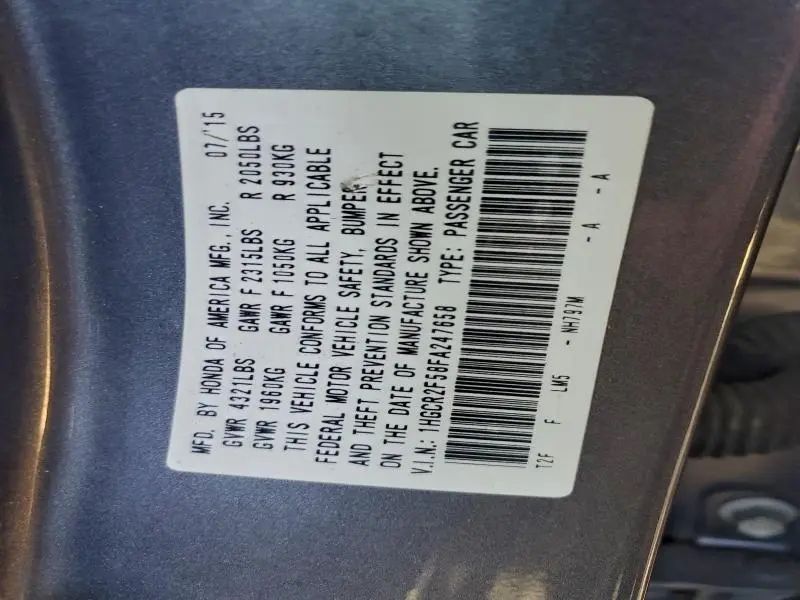 MFD. BY HONDA OF AMERICA MFG., INC. 07/'15
GVWR 4321LBS GAWR F 2315LBS R 2050LBS
GVWR 1960KG GAWR F 1050KG R 930KG
THIS VEHICLE CONFORMS TO ALL APPLICABLE
FEDERAL MOTOR VEHICLE SAFETY, BUMPER,
AND THEFT PREVENTION STANDARDS IN EFFECT
ON THE DATE OF MANUFACTURE SHOWN ABOVE.
V.I.N.: 1HGCR2F58FA247658 TYPE: PASSENGER CAR
T2F F LM5 - NH797M - A - A